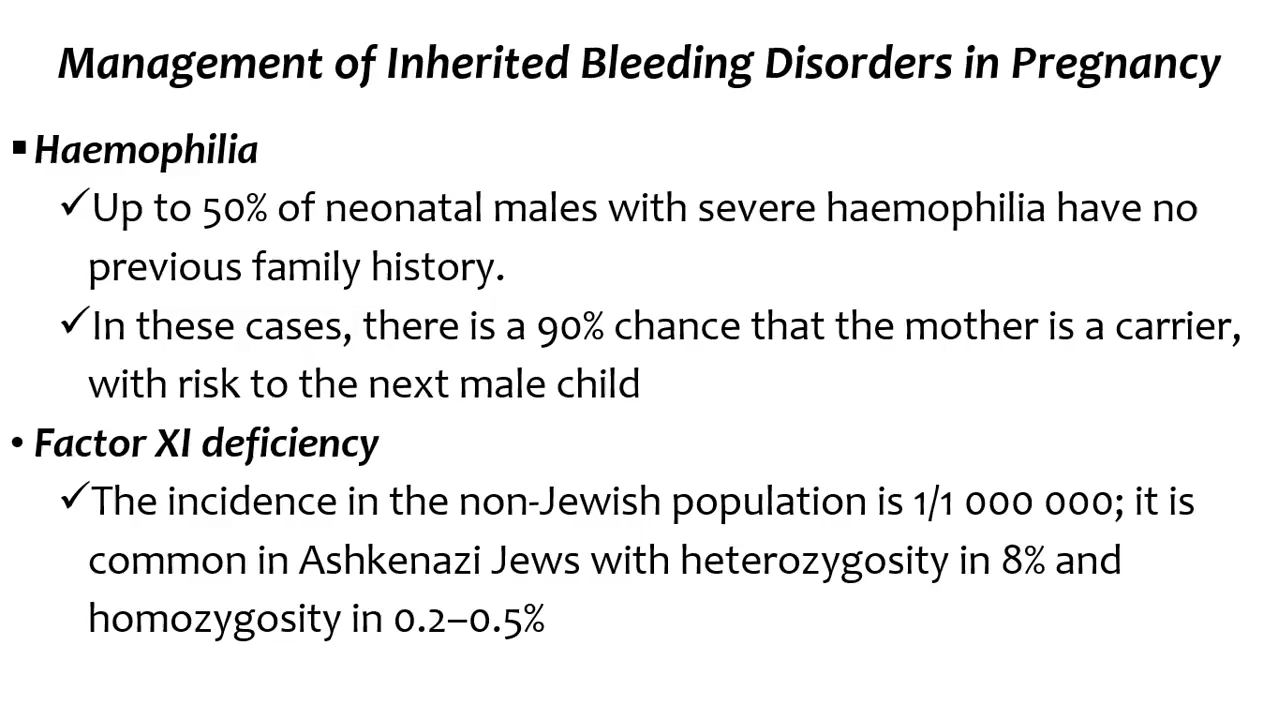 Management of Inherited Bleeding Disorders in Pregnancy
▪ Haemophilia
✓Up to 50% of neonatal males with severe haemophilia have no
previous family history.
✓In these cases, there is a 90% chance that the mother is a carrier,
with risk to the next male child
• Factor XI deficiency
✓The incidence in the non-Jewish population is 1/1 000 000; it is
common in Ashkenazi Jews with heterozygosity in 8% and
homozygosity in 0.2–0.5%